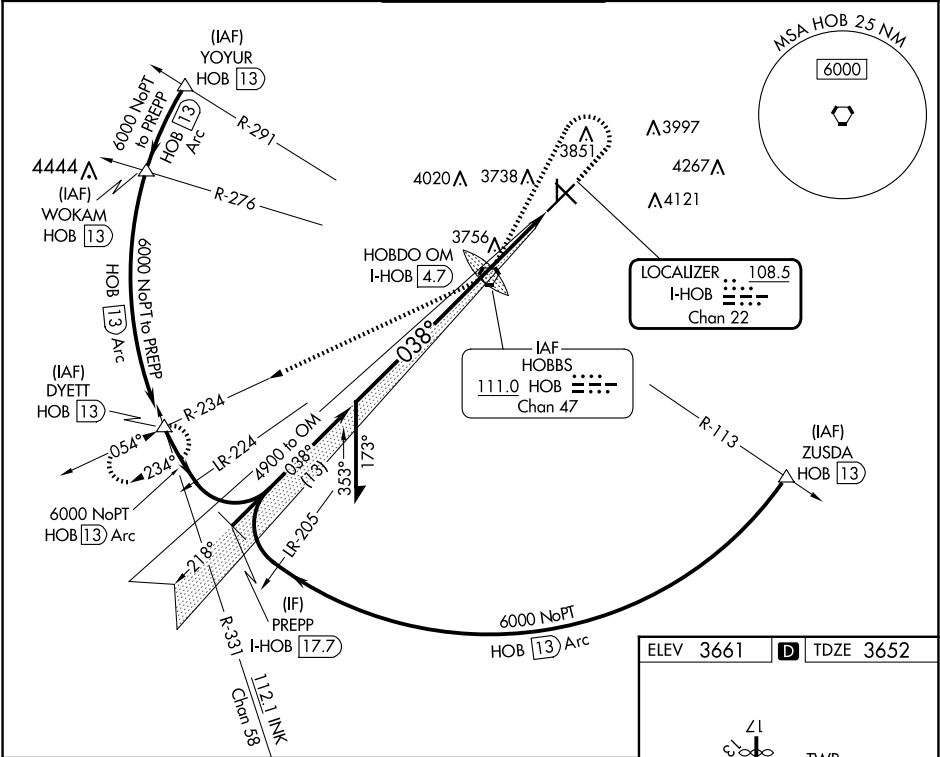 (IAF)
YOYUR
HOB 13
MSA HOB 25 NM
6000
6000 NoPT
to PREPP
HOB 13
Arc
R-291
4444
(IAF)
WOKAM
HOB 13
R-276
4020
3738
3851
3997
4267
4121
3756
HOBDO OM
I-HOB 4.7
LOCALIZER 108.5
I-HOB
Chan 22
6000 NoPT to PREPP
HOB 13 Arc
038°
IAF
HOBBS
111.0 HOB
Chan 47
(IAF)
DYETT
HOB 13
R-234
LR-224
054°
234°
4900 to OM
038°
(13)
353°
173°
R-113
(IAF)
ZUSDA
HOB 13
6000 NoPT
HOB 13 Arc
LR-205
218°
(IF)
PREPP
I-HOB 17.7
R-331
112.1 INK
Chan 58
6000 NoPT
HOB 13 Arc
ELEV 3661 D TDZE 3652
17
13
TWR